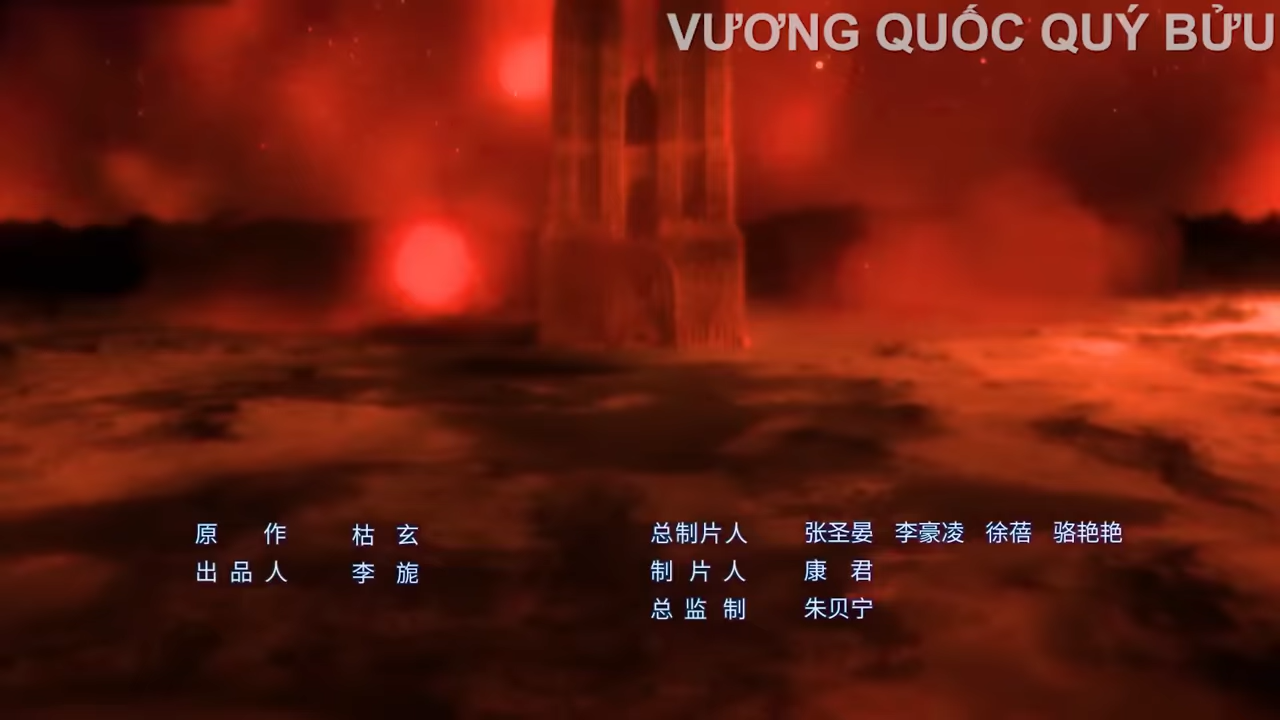 VƯƠNG QUỐC QUÝ BỬU
原作 枯玄
出品人 李旎
总制片人 张圣晏 李豪凌 徐蓓 骆艳艳
制片人 康君
总监制 朱贝宁